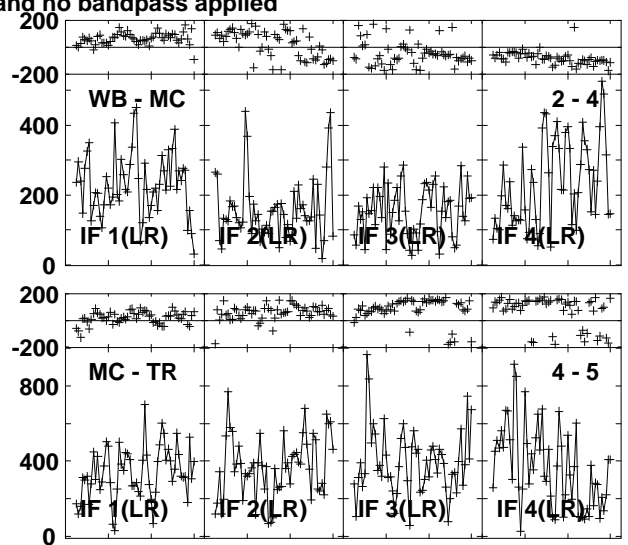 and no bandpass applied
200
-200
WB - MC
2 - 4
400
200
0
IF 1(LR)
IF 2(LR)
IF 3(LR)
IF 4(LR)
200
-200
MC - TR
4 - 5
800
400
0
IF 1(LR)
IF 2(LR)
IF 3(LR)
IF 4(LR)